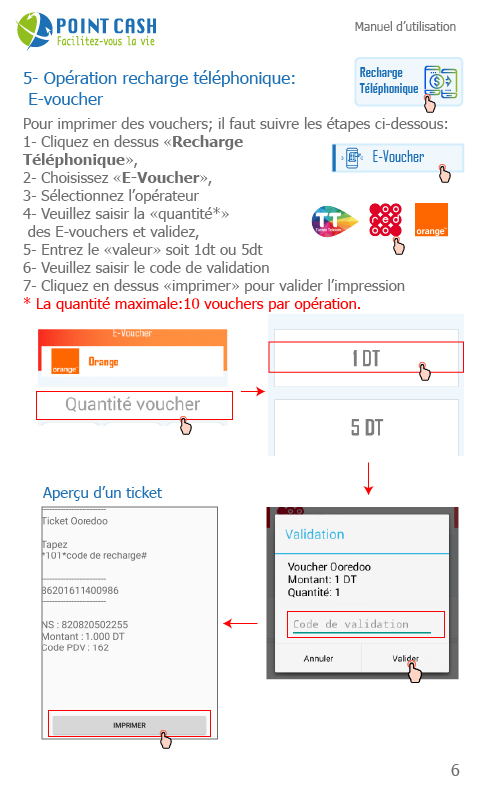 POINT CASH
Facilitez-vous la vie
Manuel d'utilisation
5- Opération recharge téléphonique:
E-voucher
Recharge
Téléphonique
Pour imprimer des vouchers; il faut suivre les étapes ci-dessous:
1- Cliquez en dessus «Recharge
Téléphonique»,
2- Choisissez «E-Voucher»,
3- Sélectionnez l'opérateur
4- Veuillez saisir la «quantité*»
des E-vouchers et validez,
5- Entrez le «valeur» soit 1dt ou 5dt
6- Veuillez saisir le code de validation
7- Cliquez en dessus «imprimer» pour valider l'impression
* La quantité maximale:10 vouchers par opération.
E-Voucher
TT
Tunisie Telecom
ooredoo
orange
E-Voucher
orange
Orange
Quantité voucher
1 DT
5 DT
Aperçu d'un ticket
Ticket Ooredoo
Tapez
*101*code de recharge#
86201611400986
NS : 820820502255
Montant : 1.000 DT
Code PDV : 162
IMPRIMER
Validation
Voucher Ooredoo
Montant: 1 DT
Quantité: 1
Code de validation
Annuler
Valider
6